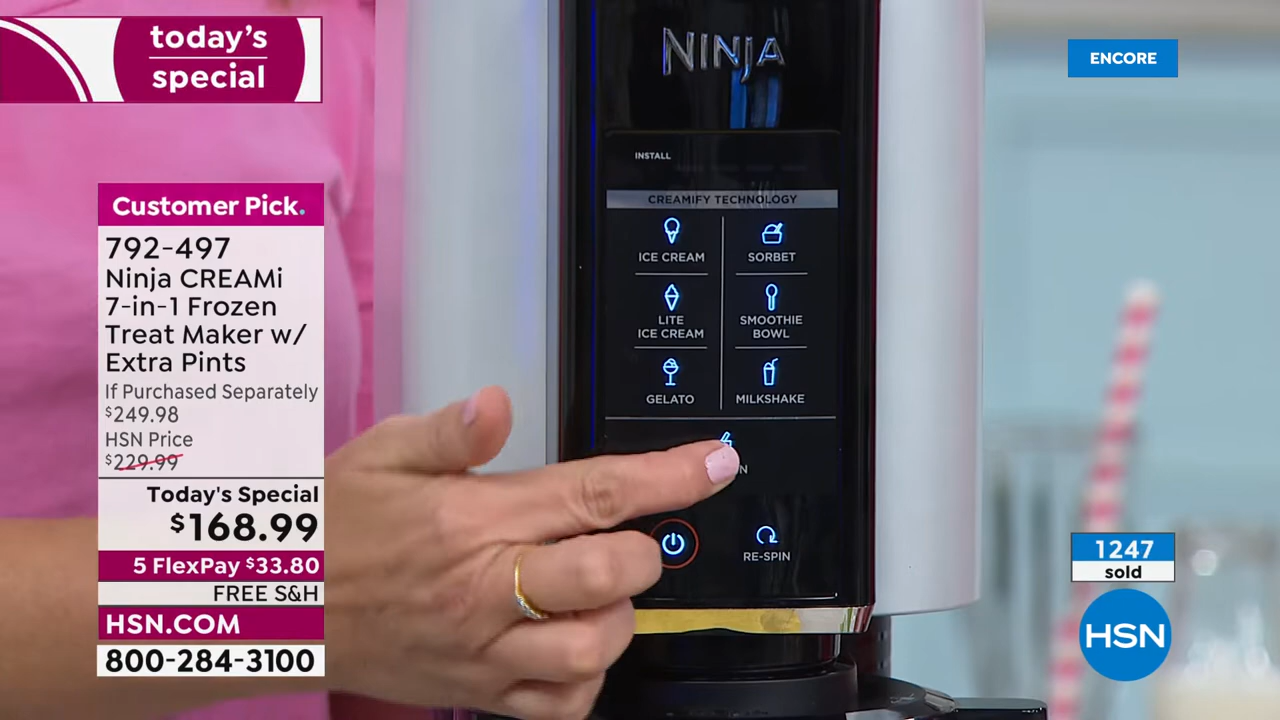 today's
special
ENCORE
NINJA
INSTALL
CREAMIFY TECHNOLOGY
ICE CREAM
SORBET
LITE
ICE CREAM
SMOOTHIE
BOWL
GELATO
MILKSHAKE
RE-SPIN
Customer Pick.
792-497
Ninja CREAMi
7-in-1 Frozen
Treat Maker w/
Extra Pints
If Purchased Separately
$249.98
HSN Price
$229.99
Today's Special
$168.99
5 FlexPay $33.80
FREE S&H
HSN.COM
800-284-3100
1247
sold
HSN